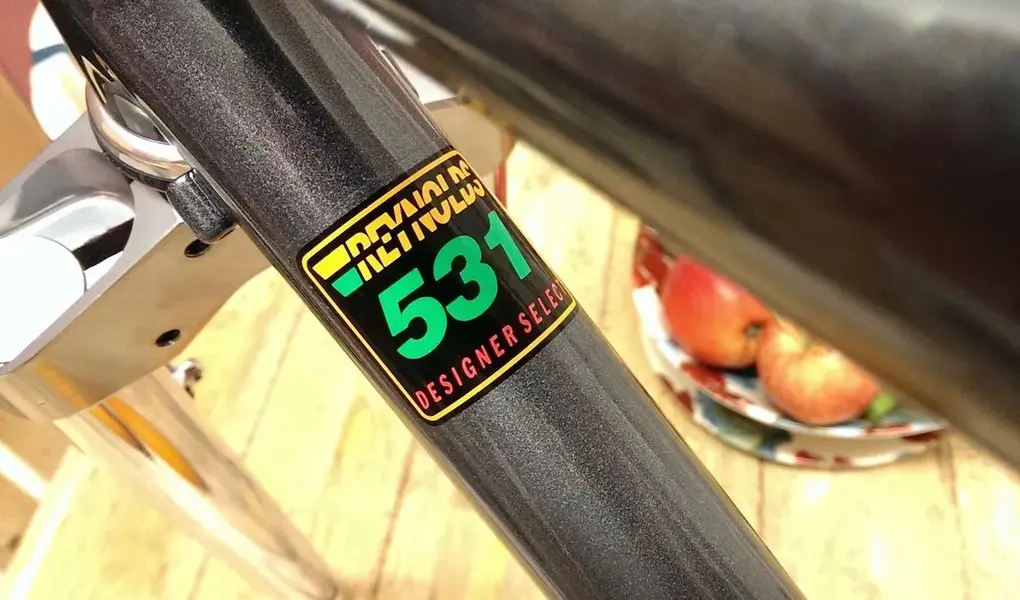 REYNOLDS
531
DESIGNER SELECT